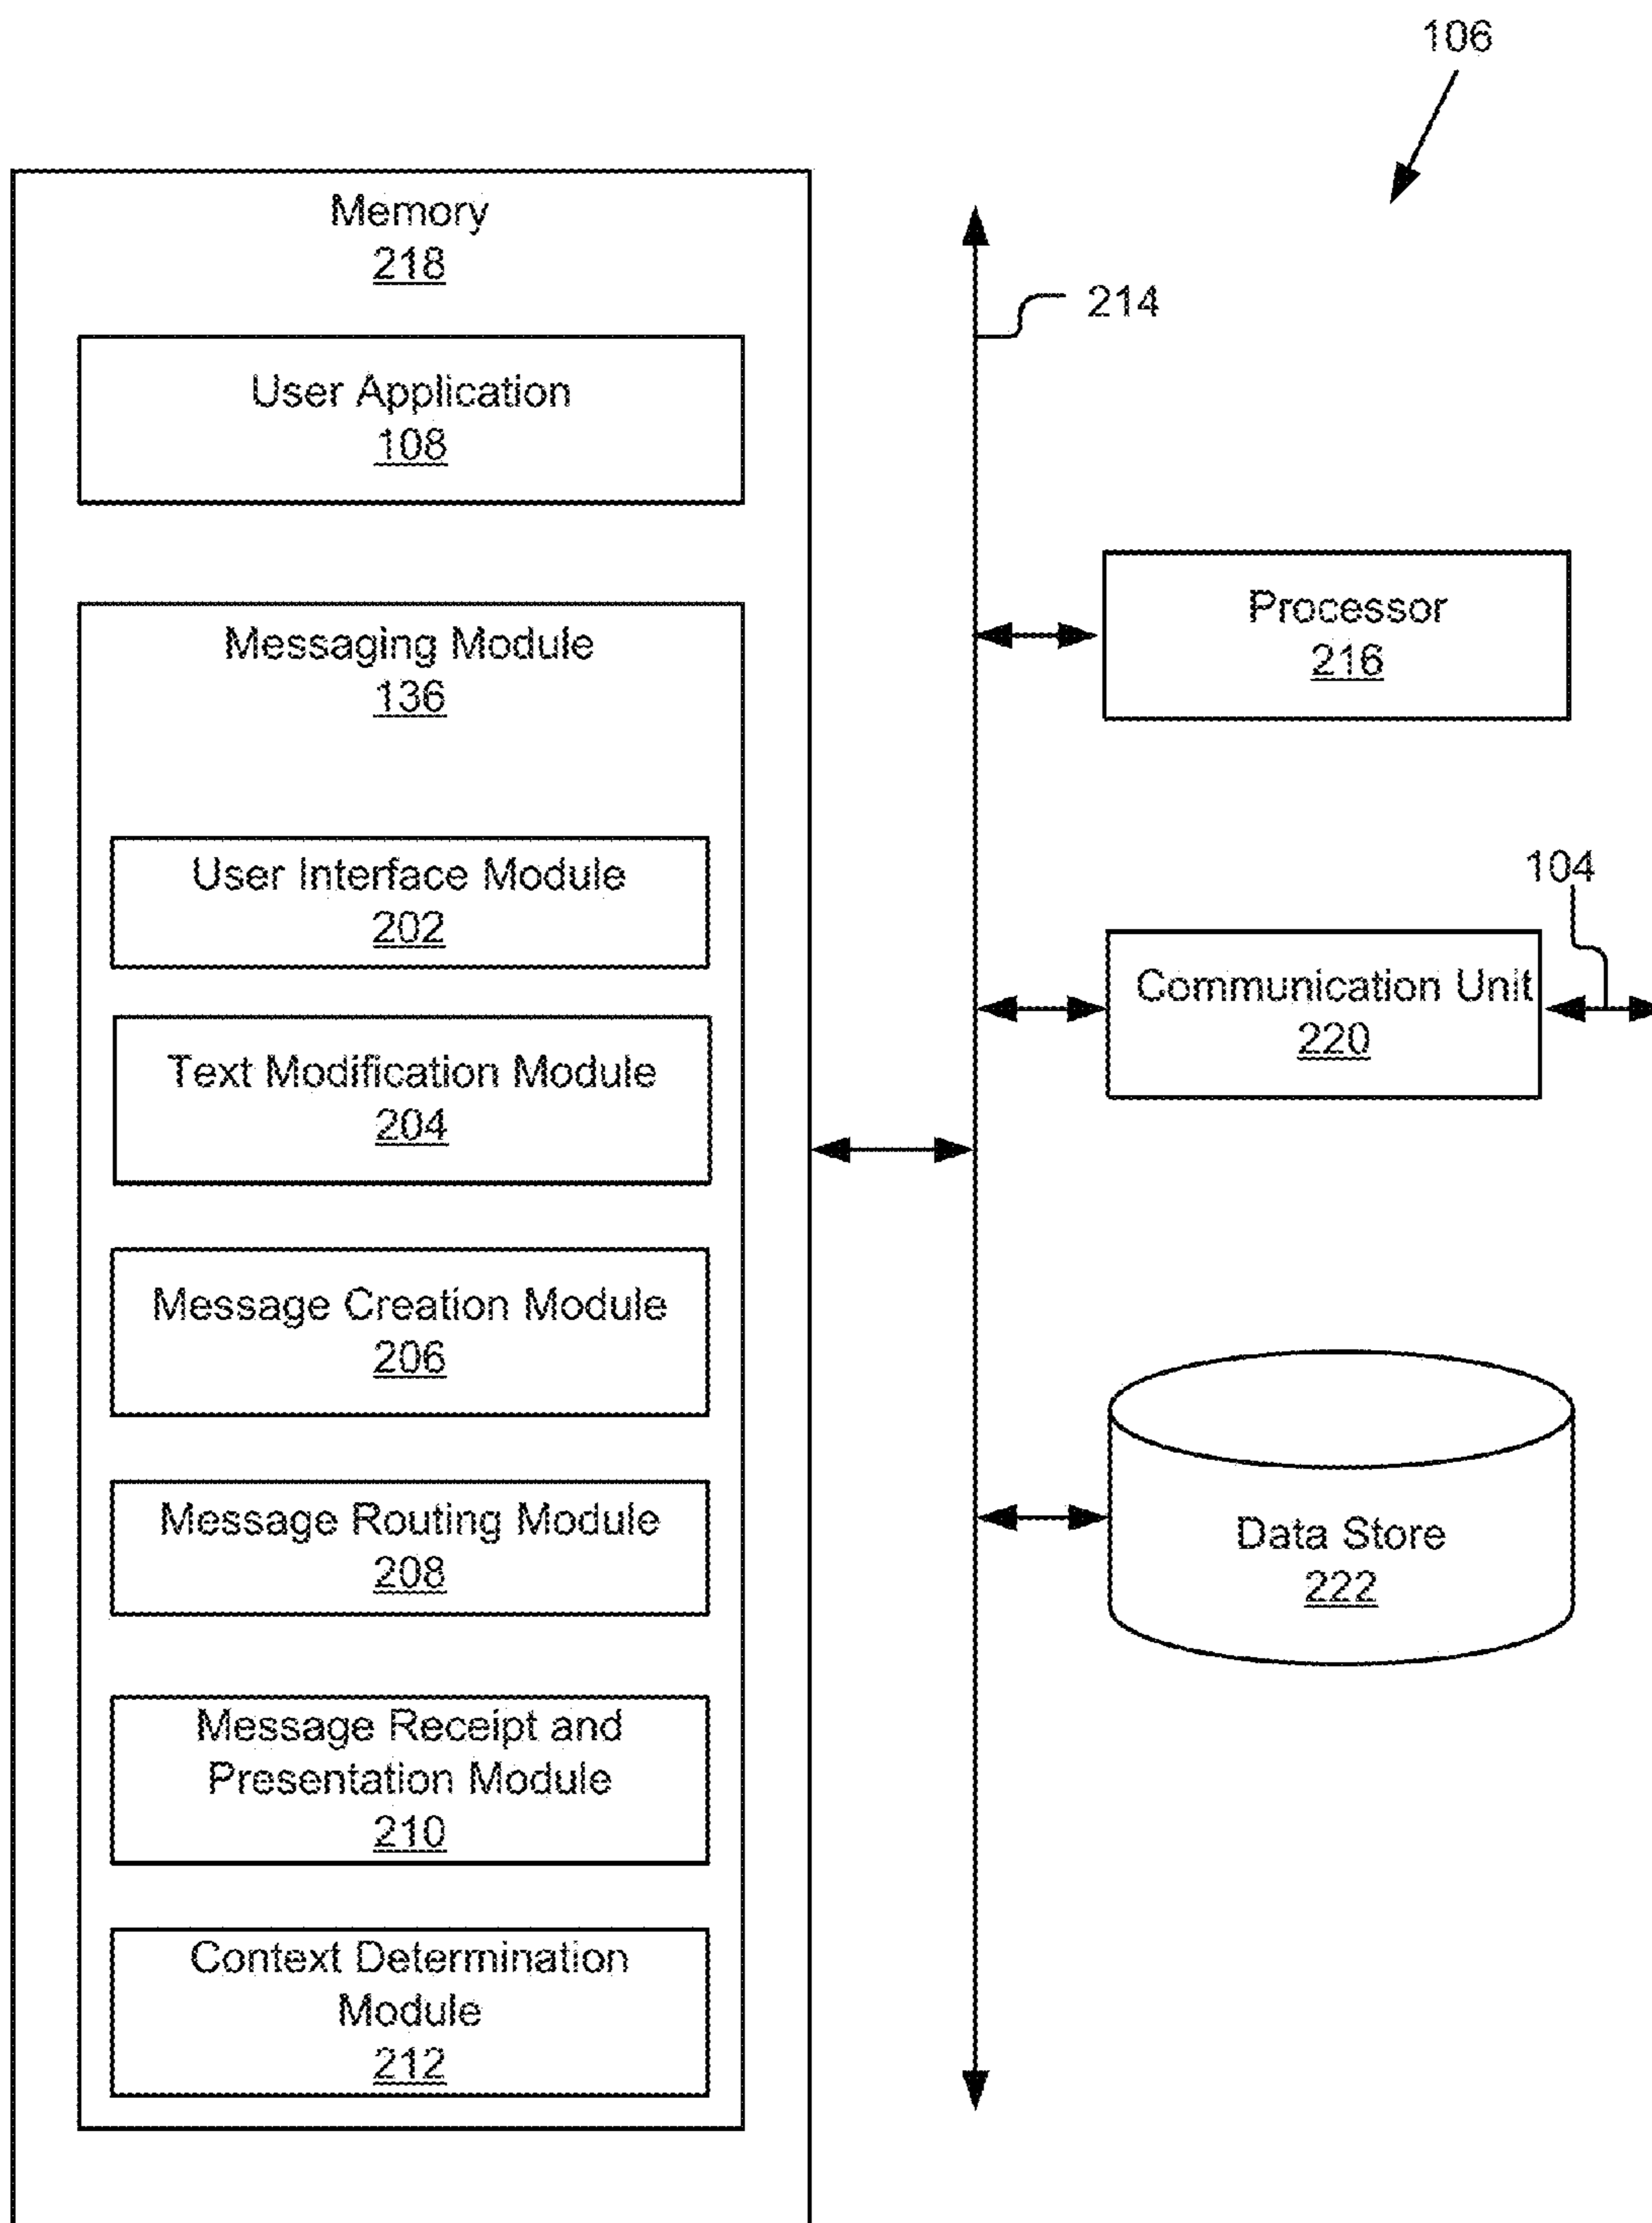 106
Memory
218
214
User Application
108
Processor
216
Messaging Module
136
User Interface Module
202
104
Communication Unit
220
Text Modification Module
204
Message Creation Module
206
Message Routing Module
208
Data Store
222
Message Receipt and
Presentation Module
210
Context Determination
Module
212